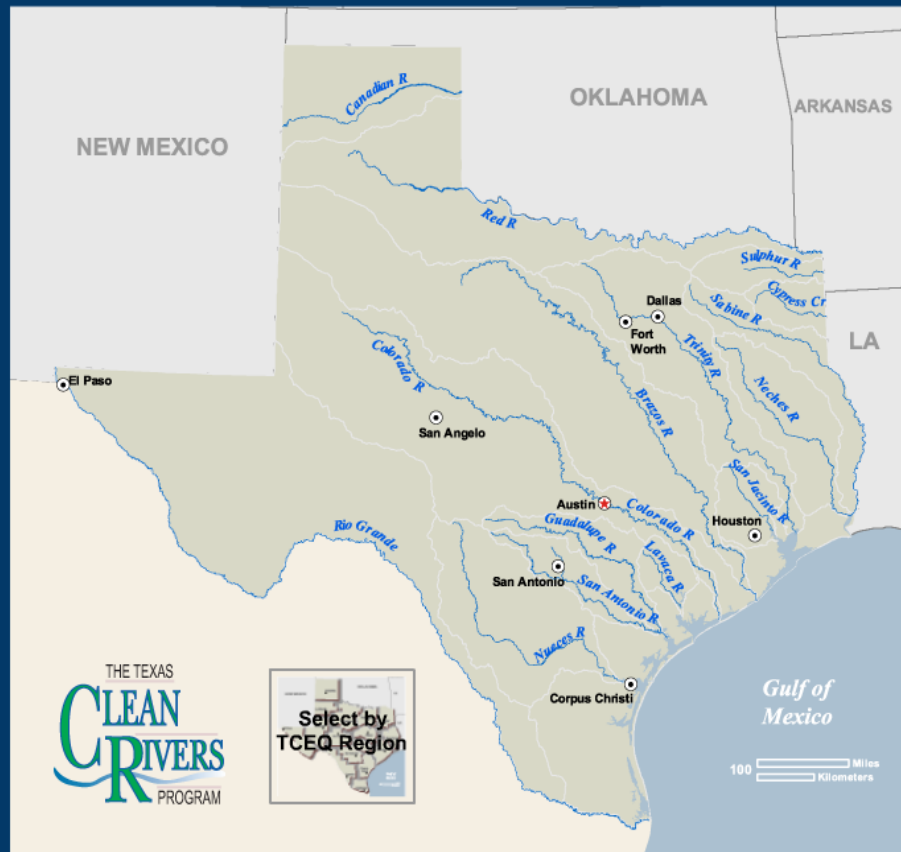 Canadian R
OKLAHOMA
ARKANSAS
NEW MEXICO
Red R
Sulphur R
Cypress Cr
Dallas
Sabine R
Fort
Worth
Trinity R
LA
Colorado R
El Paso
Brazos R
Neches R
San Angelo
San Jacinto R
Austin
Colorado R
Houston
Rio Grande
Guadalupe R
Lavaca R
San Antonio
San Antonio R
Nueces R
Corpus Christi
THE TEXAS
CLEAN
RIVERS
PROGRAM
Select by
TCEQ Region
Gulf of
Mexico
100
Miles
Kilometers